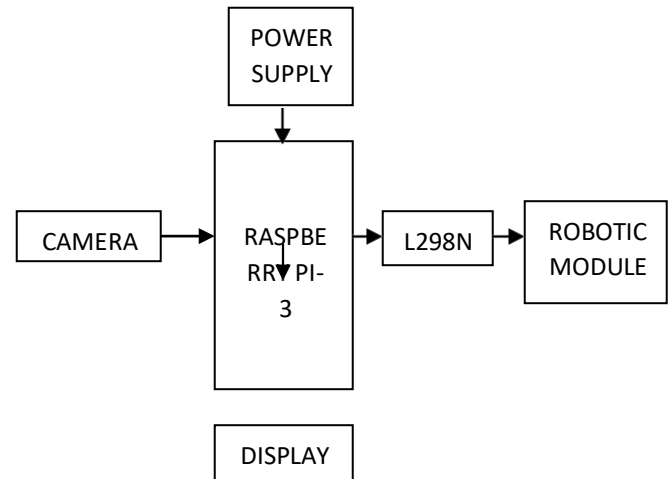 POWER
SUPPLY
CAMERA
RASPBE
RRY PI-
3
L298N
ROBOTIC
MODULE
DISPLAY